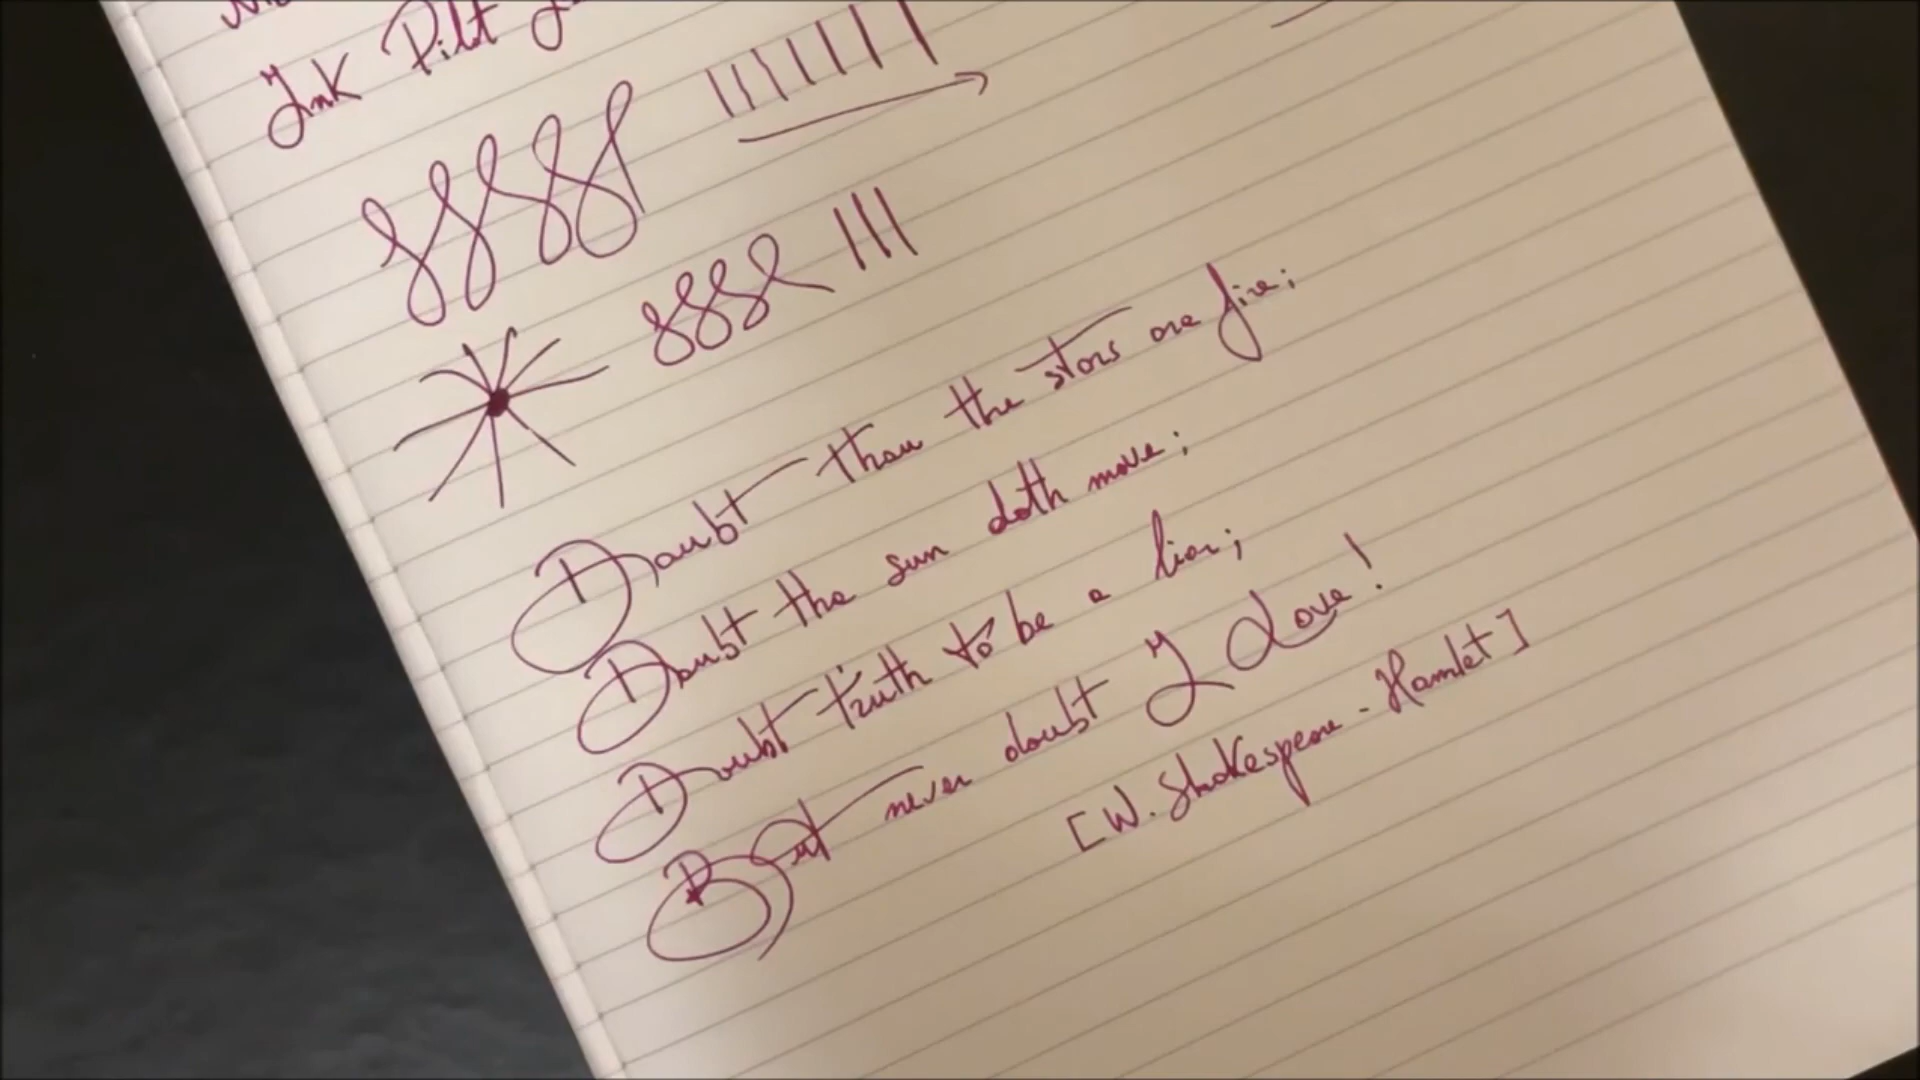 Ink Pilot
Doubt thou the stars are fire;
Doubt the sun doth move;
Doubt truth to be a liar;
But never doubt I Love!
[W. Shakespeare - Hamlet]